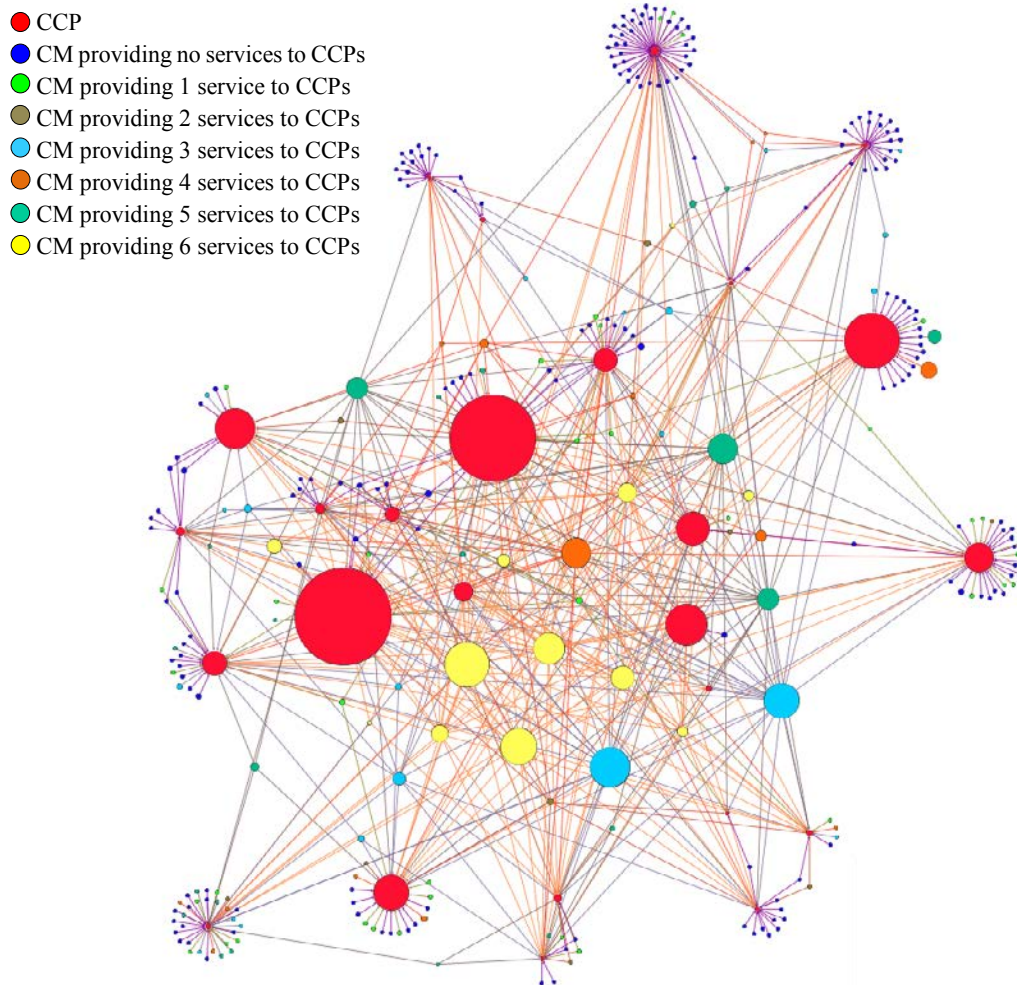 CCP
CM providing no services to CCPs
CM providing 1 service to CCPs
CM providing 2 services to CCPs
CM providing 3 services to CCPs
CM providing 4 services to CCPs
CM providing 5 services to CCPs
CM providing 6 services to CCPs